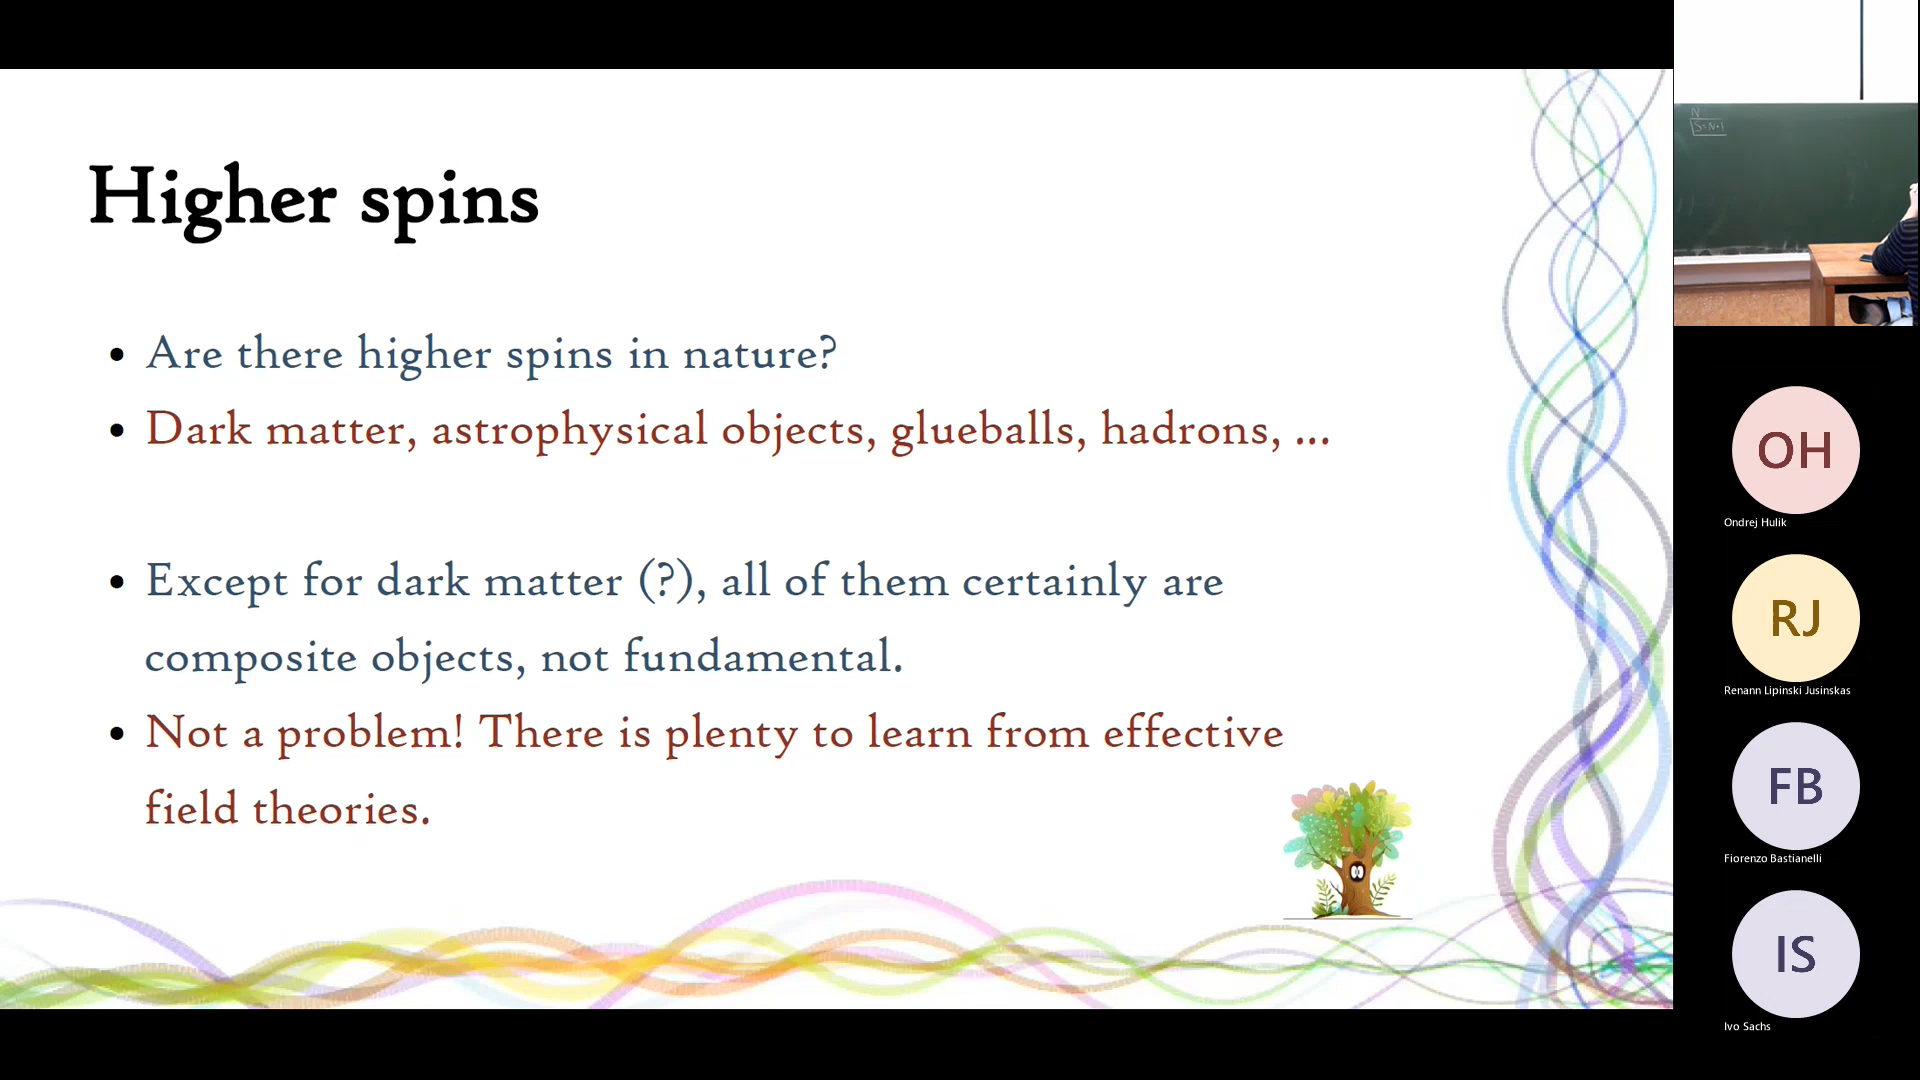 Higher spins
• Are there higher spins in nature?
• Dark matter, astrophysical objects, glueballs, hadrons, ...
• Except for dark matter (?), all of them certainly are
composite objects, not fundamental.
• Not a problem! There is plenty to learn from effective
field theories.
N
S=N+1
OH
Ondrej Hulik
RJ
Renann Lipinski Jusinskas
FB
Fiorenzo Bastianelli
IS
Ivo Sachs